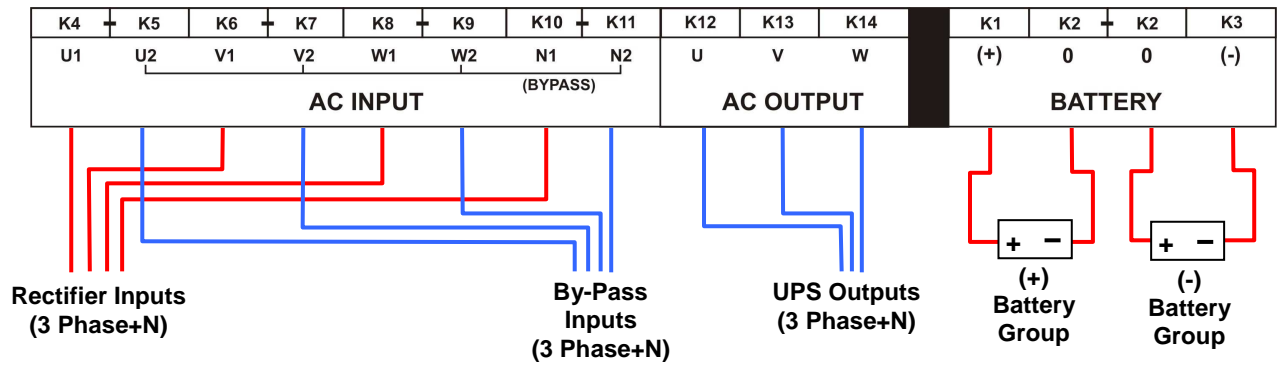 K4 - K5 K6 - K7 K8 - K9 K10 - K11 K12 K13 K14 K1 K2 - K2 K3
U1 U2 V1 V2 W1 W2 N1 N2 U V W (+) 0 0 (-)
(BYPASS)
AC INPUT AC OUTPUT BATTERY
+ − + −
Rectifier Inputs
(3 Phase+N)
By-Pass
Inputs
(3 Phase+N)
UPS Outputs
(3 Phase+N)
(+)
Battery
Group
(-)
Battery
Group